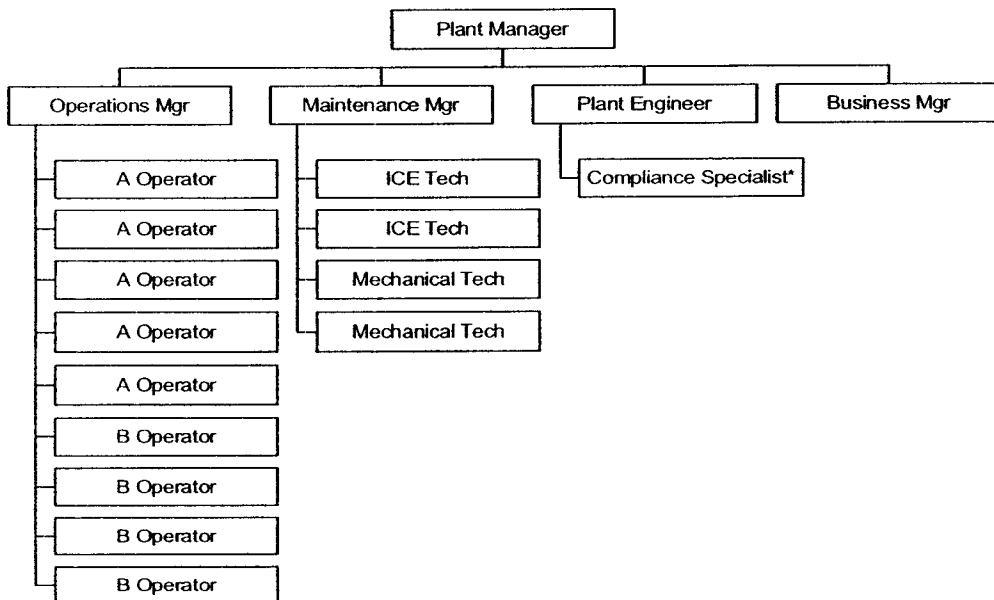 Plant Manager
Operations Mgr
Maintenance Mgr
Plant Engineer
Business Mgr
A Operator
A Operator
A Operator
A Operator
A Operator
B Operator
B Operator
B Operator
B Operator
ICE Tech
ICE Tech
Mechanical Tech
Mechanical Tech
Compliance Specialist*